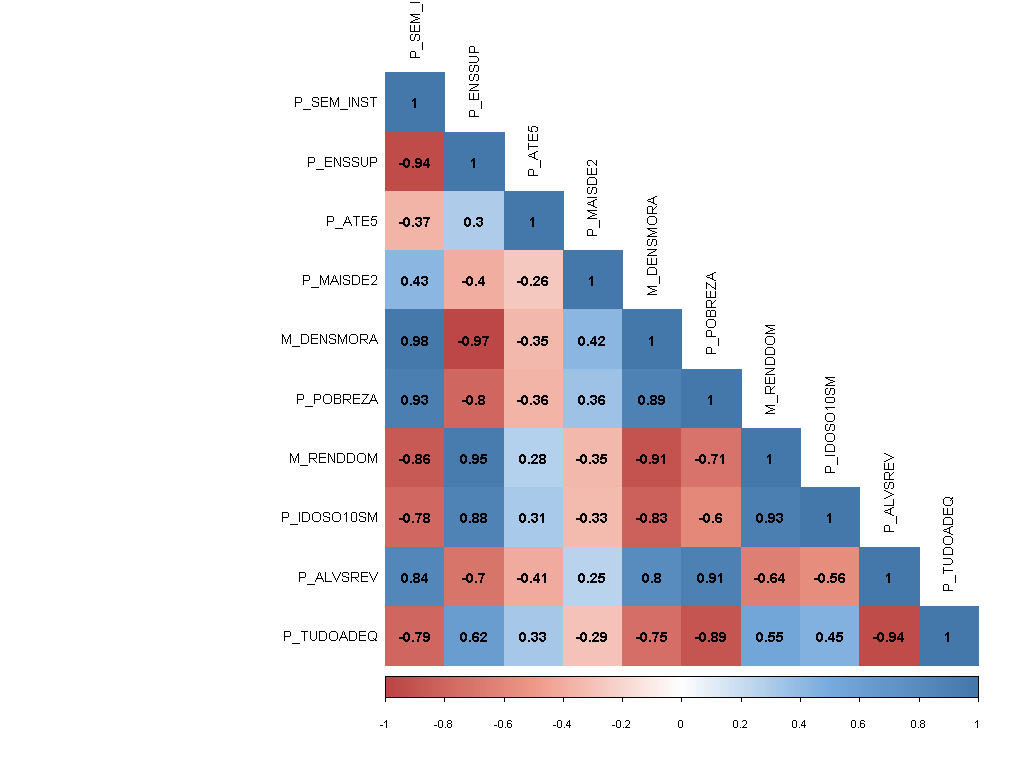 P_ENSSUP
P_ATE5
P_MAISDE2
M_DENSMORA
P_POBREZA
M_RENDDOM
P_IDOSO10SM
P_ALVSREV
P_TUDOADEQ
P_SEM_INST 1
P_ENSSUP -0.94 1
P_ATE5 -0.37 0.3 1
P_MAISDE2 0.43 -0.4 -0.26 1
M_DENSMORA 0.98 -0.97 -0.35 0.42 1
P_POBREZA 0.93 -0.8 -0.36 0.36 0.89 1
M_RENDDOM -0.86 0.95 0.28 -0.35 -0.91 -0.71 1
P_IDOSO10SM -0.78 0.88 0.31 -0.33 -0.83 -0.6 0.93 1
P_ALVSREV 0.84 -0.7 -0.41 0.25 0.8 0.91 -0.64 -0.56 1
P_TUDOADEQ -0.79 0.62 0.33 -0.29 -0.75 -0.89 0.55 0.45 -0.94 1
-1 -0.8 -0.6 -0.4 -0.2 0 0.2 0.4 0.6 0.8 1